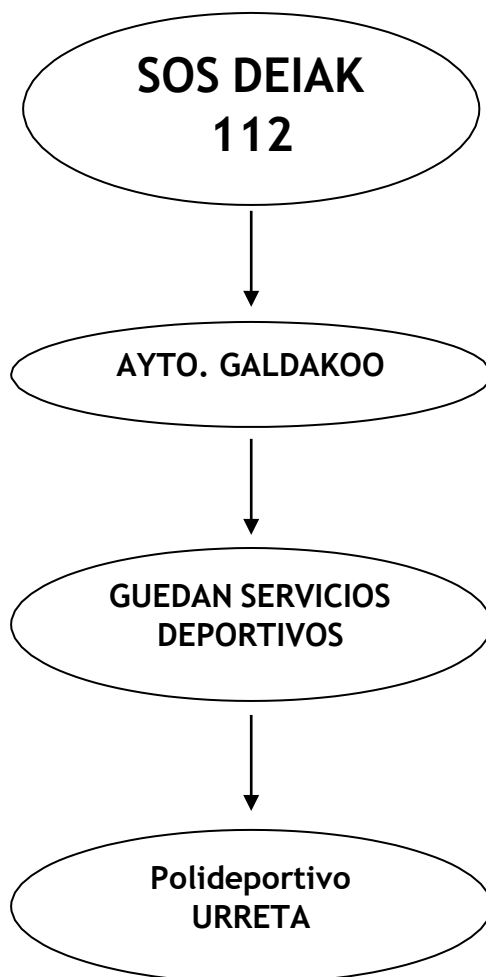 SOS DEIAK
112
AYTO. GALDAKOO
GUEDAN SERVICIOS
DEPORTIVOS
Polideportivo
URRETA